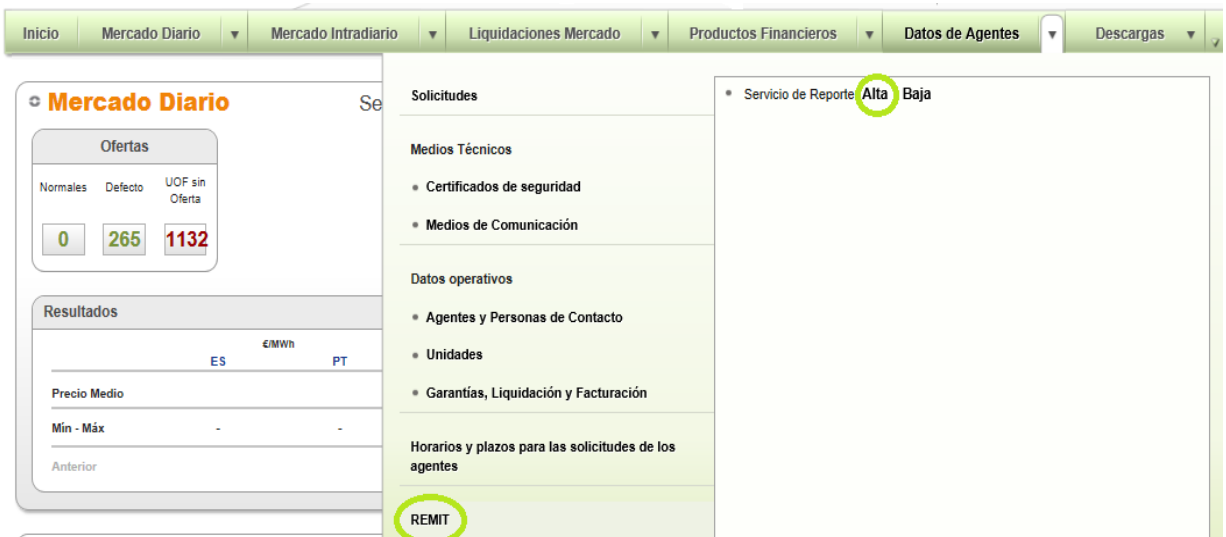 Inicio Mercado Diario Mercado Intradiario Liquidaciones Mercado Productos Financieros Datos de Agentes Descargas
Mercado Diario Se
Ofertas
Normales Defecto UOF sin Oferta
0 265 1132
Resultados
€/MWh
ES PT
Precio Medio
Mín - Máx - -
Anterior
Solicitudes
Medios Técnicos
Certificados de seguridad
Medios de Comunicación
Datos operativos
Agentes y Personas de Contacto
Unidades
Garantías, Liquidación y Facturación
Horarios y plazos para las solicitudes de los
agentes
REMIT
Servicio de Reporte Alta Baja